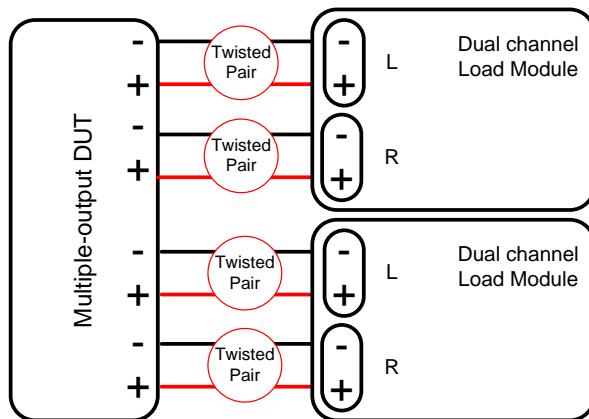 Multiple-output DUT
-
+
-
+
-
+
-
+
Twisted
Pair
Twisted
Pair
Twisted
Pair
Twisted
Pair
-
+
L
-
+
R
Dual channel
Load Module
-
+
L
-
+
R
Dual channel
Load Module